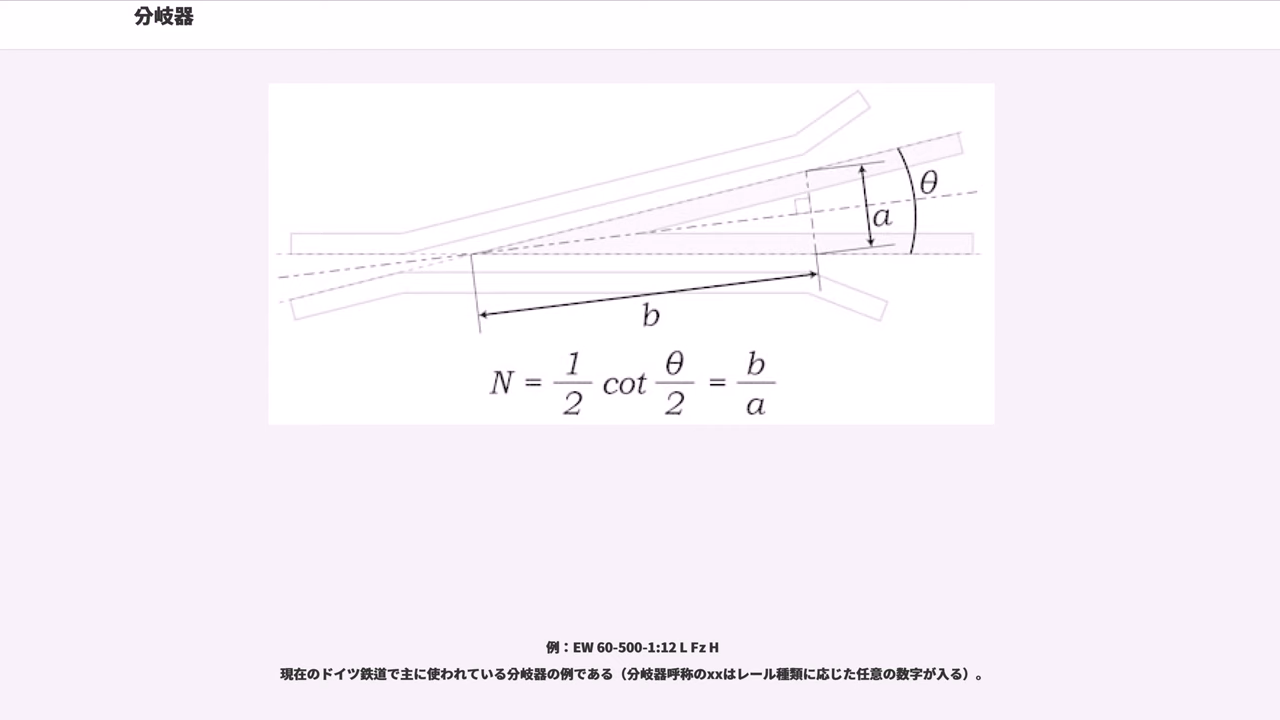 分岐器
θ
a
b
N = 1/2 cot θ/2 = b/a
例：EW 60-500-1:12 L Fz H
現在のドイツ鉄道で主に使われている分岐器の例である（分岐器呼称のxxはレール種類に応じた任意の数字が入る）。